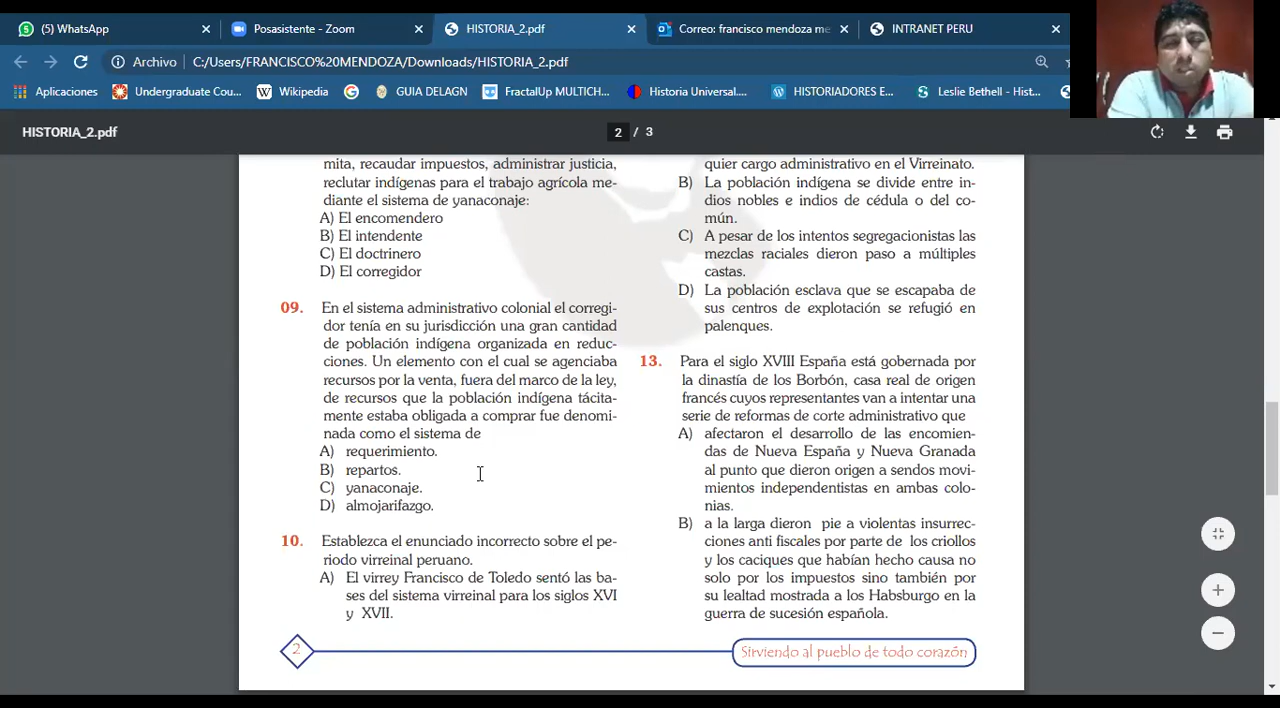 (5) WhatsApp
Posasistente - Zoom
HISTORIA_2.pdf
Correo: francisco mendoza me
INTRANET PERU
Archivo
C:/Users/FRANCISCO%20MENDOZA/Downloads/HISTORIA_2.pdf
Aplicaciones
Undergraduate Cou...
Wikipedia
GUIA DELAGN
FractalUp MULTICH...
Historia Universal....
HISTORIADORES E...
Leslie Bethell - Hist...
HISTORIA_2.pdf
2 / 3
mita, recaudar impuestos, administrar justicia,
reclutar indígenas para el trabajo agrícola me-
diante el sistema de yanaconaje:
A) El encomendero
B) El intendente
C) El doctrinero
D) El corregidor
09. En el sistema administrativo colonial el corregi-
dor tenía en su jurisdicción una gran cantidad
de población indígena organizada en reduc-
ciones. Un elemento con el cual se agenciaba
recursos por la venta, fuera del marco de la ley,
de recursos que la población indígena tácita-
mente estaba obligada a comprar fue denomi-
nada como el sistema de
A) requerimiento.
B) repartos.
C) yanaconaje.
D) almojarifazgo.
10. Establezca el enunciado incorrecto sobre el pe-
riodo virreinal peruano.
A) El virrey Francisco de Toledo sentó las ba-
ses del sistema virreinal para los siglos XVI
y XVII.
quier cargo administrativo en el Virreinato.
B) La población indígena se divide entre in-
dios nobles e indios de cédula o del co-
mún.
C) A pesar de los intentos segregacionistas las
mezclas raciales dieron paso a múltiples
castas.
D) La población esclava que se escapaba de
sus centros de explotación se refugió en
palenques.
13. Para el siglo XVIII España está gobernada por
la dinastía de los Borbón, casa real de origen
francés cuyos representantes van a intentar una
serie de reformas de corte administrativo que
A) afectaron el desarrollo de las encomien-
das de Nueva España y Nueva Granada
al punto que dieron origen a sendos movi-
mientos independentistas en ambas colo-
nias.
B) a la larga dieron pie a violentas insurrec-
ciones anti fiscales por parte de los criollos
y los caciques que habían hecho causa no
solo por los impuestos sino también por
su lealtad mostrada a los Habsburgo en la
guerra de sucesión española.
2
Sirviendo al pueblo de todo corazón